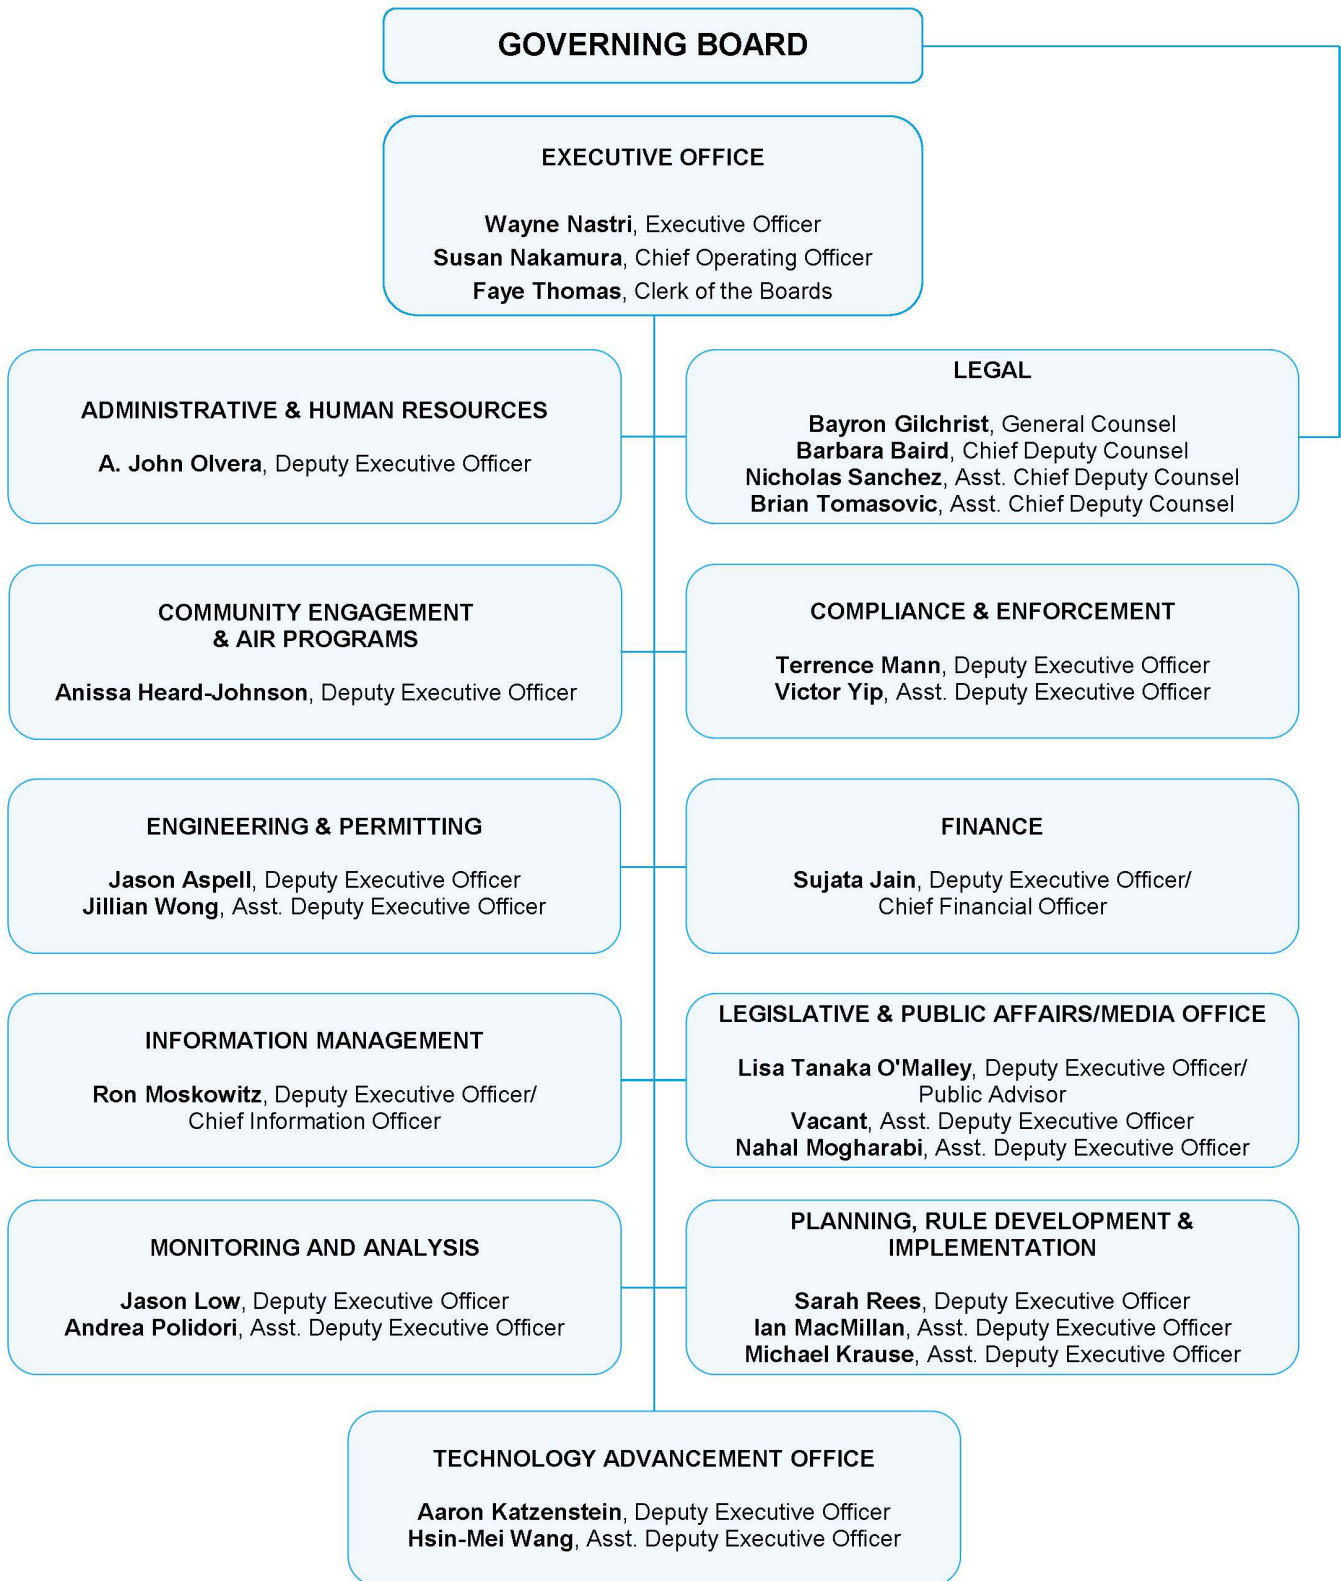 GOVERNING BOARD
EXECUTIVE OFFICE
Wayne Nastri, Executive Officer
Susan Nakamura, Chief Operating Officer
Faye Thomas, Clerk of the Boards
ADMINISTRATIVE & HUMAN RESOURCES
A. John Olvera, Deputy Executive Officer
LEGAL
Bayron Gilchrist, General Counsel
Barbara Baird, Chief Deputy Counsel
Nicholas Sanchez, Asst. Chief Deputy Counsel
Brian Tomasovic, Asst. Chief Deputy Counsel
COMMUNITY ENGAGEMENT
& AIR PROGRAMS
Anissa Heard-Johnson, Deputy Executive Officer
COMPLIANCE & ENFORCEMENT
Terrence Mann, Deputy Executive Officer
Victor Yip, Asst. Deputy Executive Officer
ENGINEERING & PERMITTING
Jason Aspell, Deputy Executive Officer
Jillian Wong, Asst. Deputy Executive Officer
FINANCE
Sujata Jain, Deputy Executive Officer/
Chief Financial Officer
INFORMATION MANAGEMENT
Ron Moskowitz, Deputy Executive Officer/
Chief Information Officer
LEGISLATIVE & PUBLIC AFFAIRS/MEDIA OFFICE
Lisa Tanaka O'Malley, Deputy Executive Officer/
Public Advisor
Vacant, Asst. Deputy Executive Officer
Nahal Mogharabi, Asst. Deputy Executive Officer
MONITORING AND ANALYSIS
Jason Low, Deputy Executive Officer
Andrea Polidori, Asst. Deputy Executive Officer
PLANNING, RULE DEVELOPMENT &
IMPLEMENTATION
Sarah Rees, Deputy Executive Officer
Ian MacMillan, Asst. Deputy Executive Officer
Michael Krause, Asst. Deputy Executive Officer
TECHNOLOGY ADVANCEMENT OFFICE
Aaron Katzenstein, Deputy Executive Officer
Hsin-Mei Wang, Asst. Deputy Executive Officer